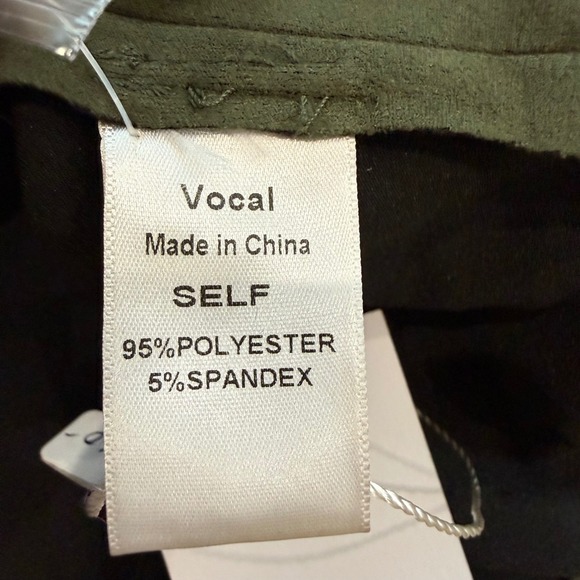 Vocal
Made in China
SELF
95%POLYESTER
5%SPANDEX